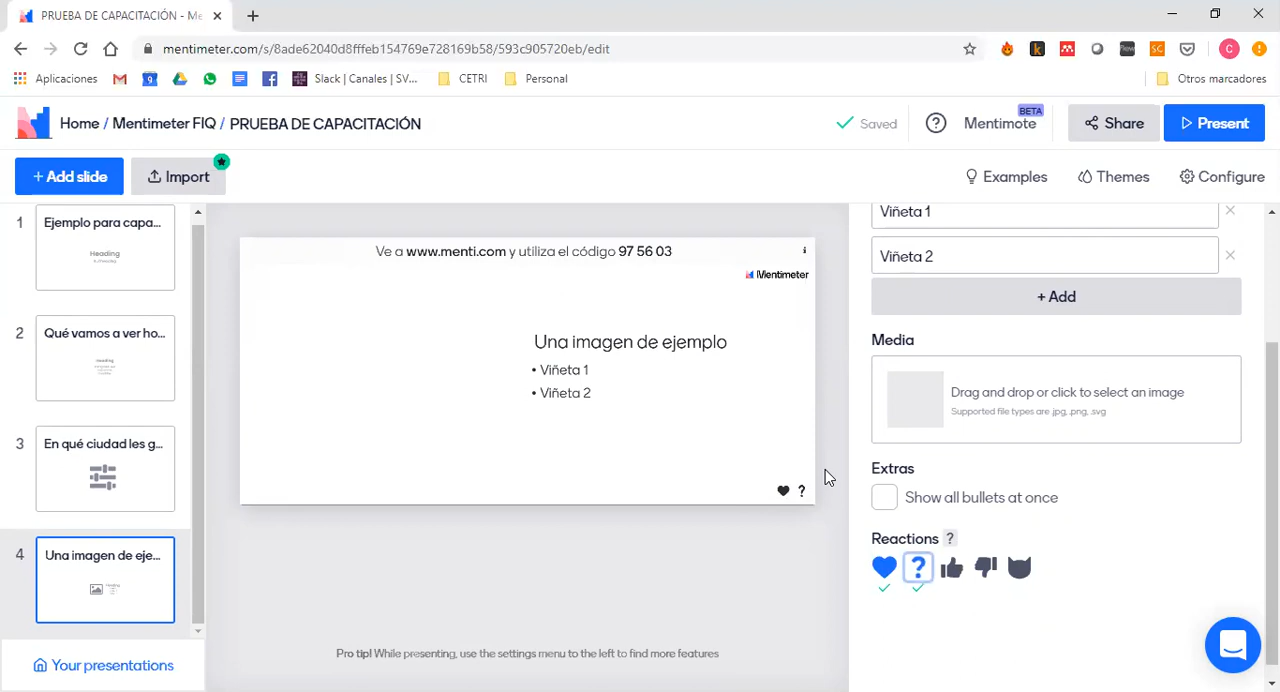 PRUEBA DE CAPACITACIÓN - Me
mentimeter.com/s/8ade62040d8fffeb154769e728169b58/593c905720eb/edit
Aplicaciones
Slack | Canales | SV...
CETRI
Personal
Otros marcadores
Home / Mentimeter FIQ / PRUEBA DE CAPACITACIÓN
Saved
?
Mentimote
BETA
Share
Present
+ Add slide
Import
Examples
Themes
Configure
1
Ejemplo para capa...
Heading
2
Qué vamos a ver ho...
Heading
3
En qué ciudad les g...
4
Una imagen de eje...
Your presentations
Ve a www.menti.com y utiliza el código 97 56 03
Mentimeter
Una imagen de ejemplo
• Viñeta 1
• Viñeta 2
?
Pro tip! While presenting, use the settings menu to the left to find more features
Viñeta 1
Viñeta 2
+ Add
Media
Drag and drop or click to select an image
Supported file types are .jpg, .png, .svg
Extras
Show all bullets at once
Reactions ?
?